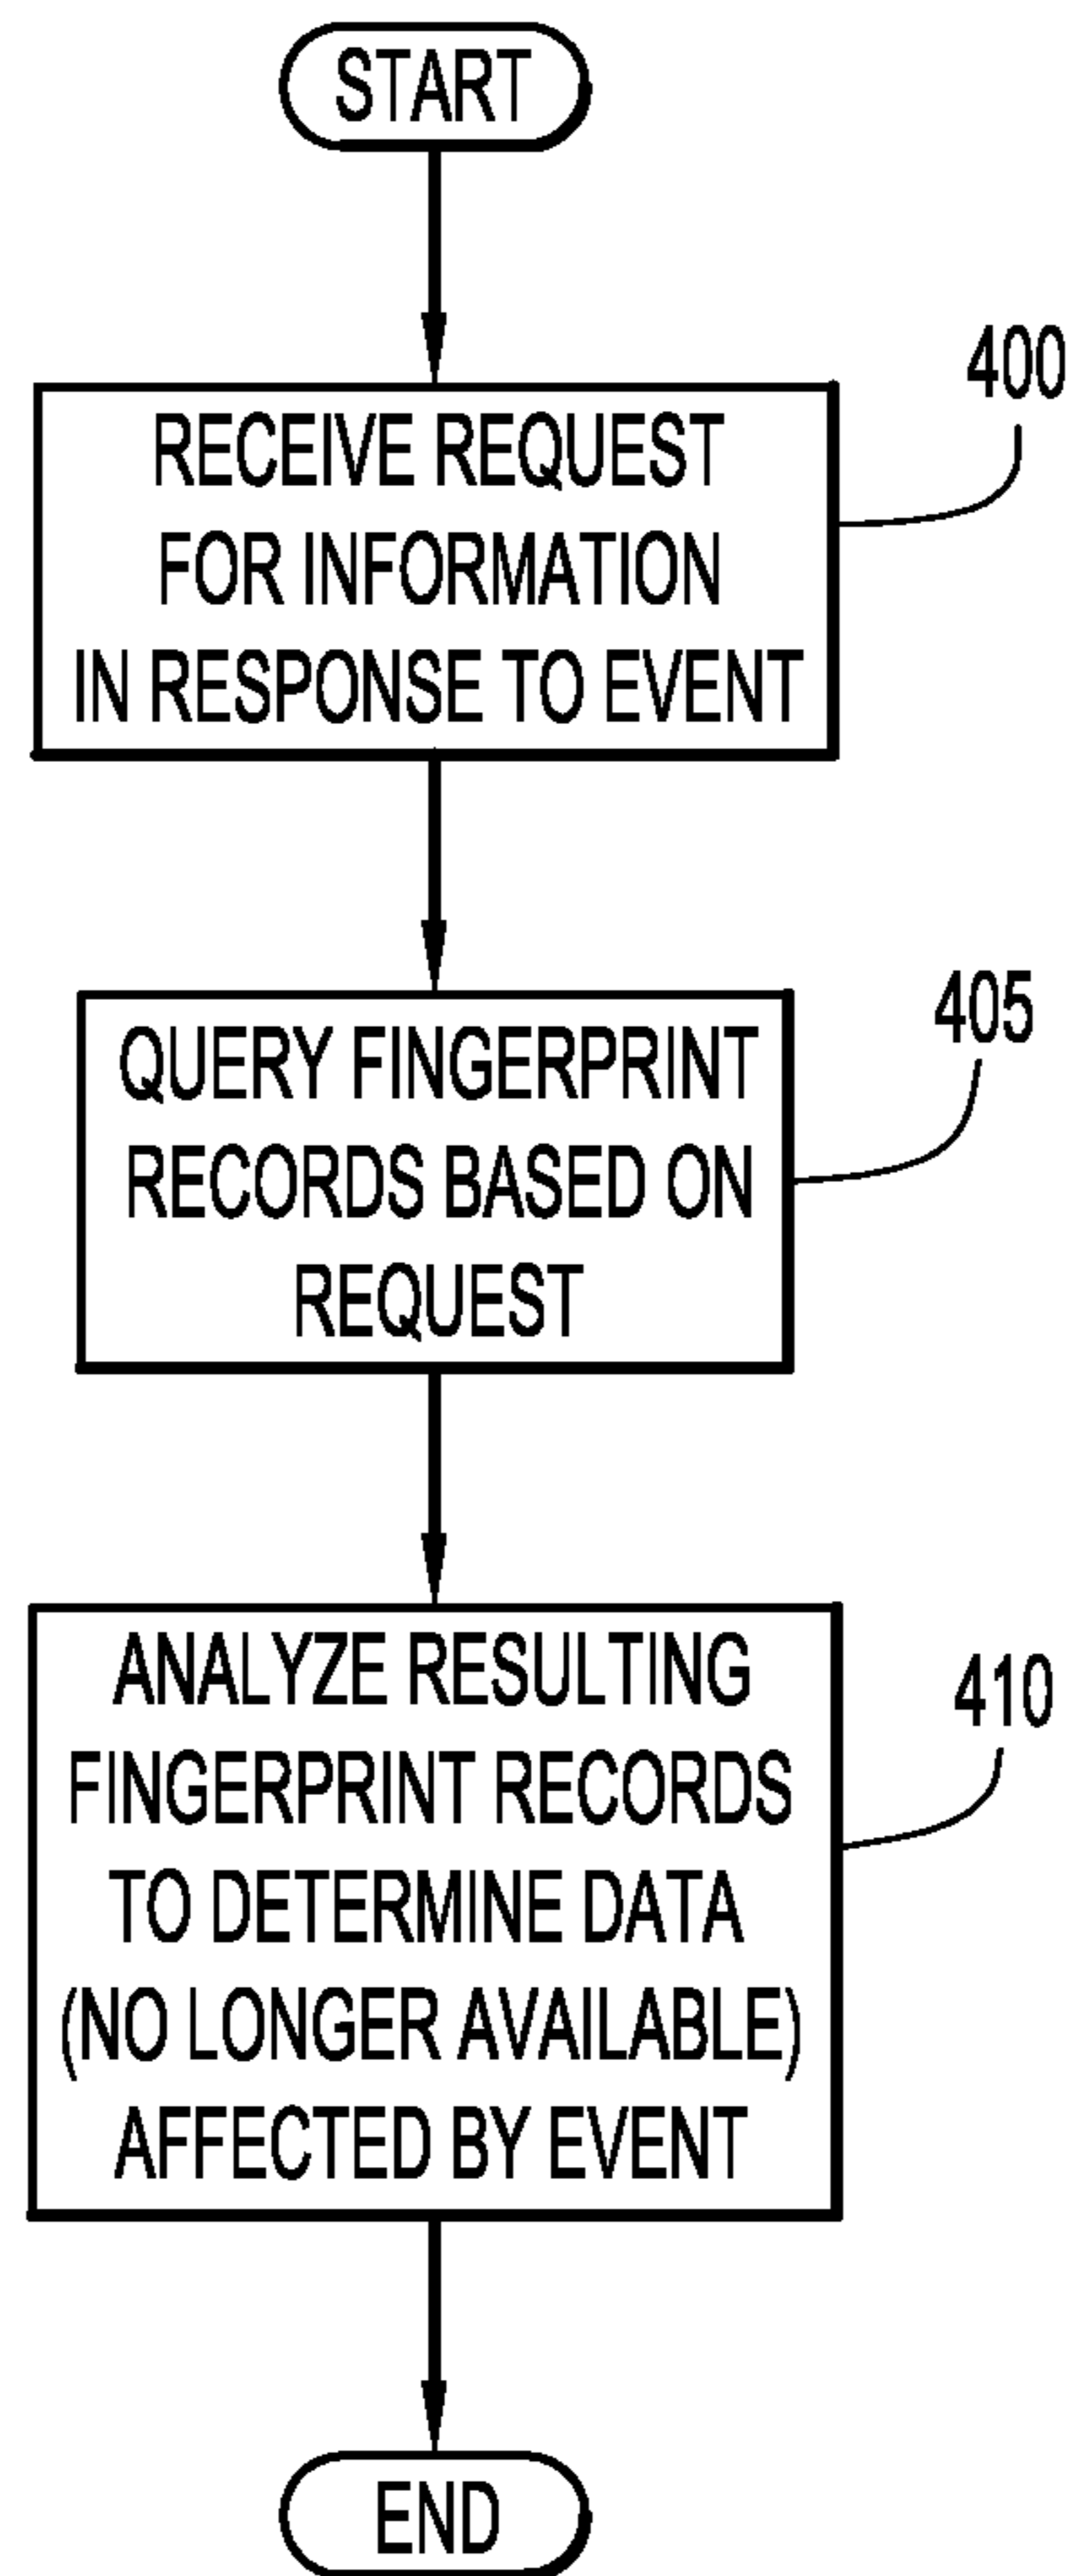 START
400
RECEIVE REQUEST
FOR INFORMATION
IN RESPONSE TO EVENT
405
QUERY FINGERPRINT
RECORDS BASED ON
REQUEST
410
ANALYZE RESULTING
FINGERPRINT RECORDS
TO DETERMINE DATA
(NO LONGER AVAILABLE)
AFFECTED BY EVENT
END